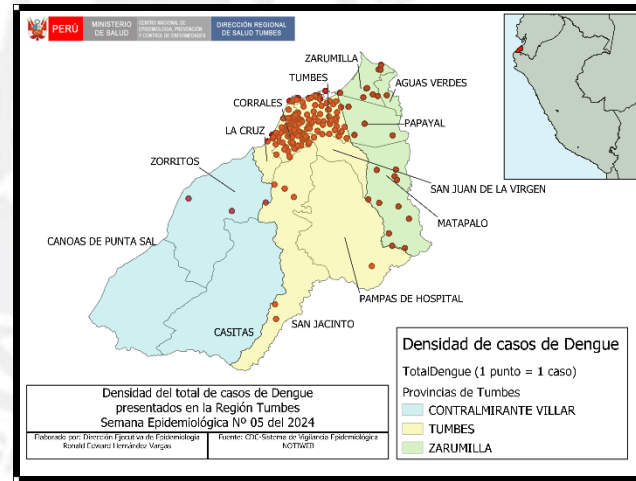 PERÚ
MINISTERIO
DE SALUD
CENTRO NACIONAL DE
EPIDEMIOLOGÍA, PREVENCIÓN
Y CONTROL DE ENFERMEDADES
DIRECCIÓN REGIONAL
DE SALUD TUMBES
ZARUMILLA
TUMBES
AGUAS VERDES
CORRALES
PAPAYAL
LA CRUZ
ZORRITOS
SAN JUAN DE LA VIRGEN
MATAPALO
CANOAS DE PUNTA SAL
PAMPAS DE HOSPITAL
SAN JACINTO
CASITAS
Densidad de casos de Dengue
TotalDengue (1 punto = 1 caso)
Provincias de Tumbes
CONTRALMIRANTE VILLAR
TUMBES
ZARUMILLA
Densidad del total de casos de Dengue
presentados en la Región Tumbes
Semana Epidemiológica Nº 05 del 2024
Elaborado por: Dirección Ejecutiva de Epidemiología
Ronald Edward Hernández Vargas
Fuente: CDC-Sistema de Vigilancia Epidemiológica
NOTIWEB